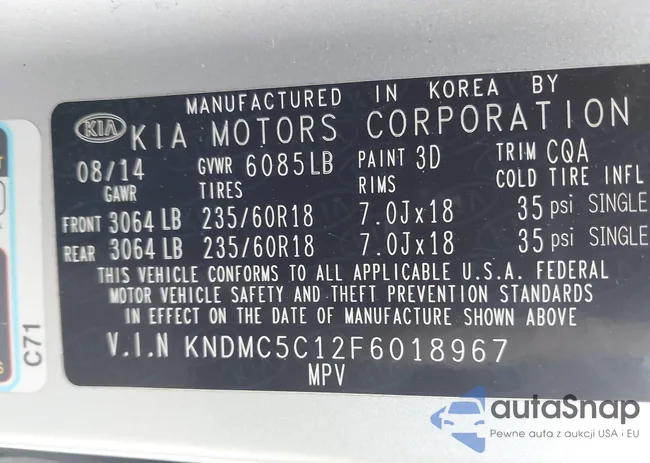 MANUFACTURED IN KOREA BY
KIA KIA MOTORS CORPORATION
08/14 GVWR 6085LB PAINT 3D TRIM CQA
GAWR TIRES RIMS COLD TIRE INFL
FRONT 3064 LB 235/60R18 7.0Jx18 35 psi SINGLE
REAR 3064 LB 235/60R18 7.0Jx18 35 psi SINGLE
THIS VEHICLE CONFORMS TO ALL APPLICABLE U.S.A. FEDERAL
MOTOR VEHICLE SAFETY AND THEFT PREVENTION STANDARDS
IN EFFECT ON THE DATE OF MANUFACTURE SHOWN ABOVE
V.I.N KNDMC5C12F6018967
MPV
C71
autaSnap
Pewne auta z aukcji USA i EU